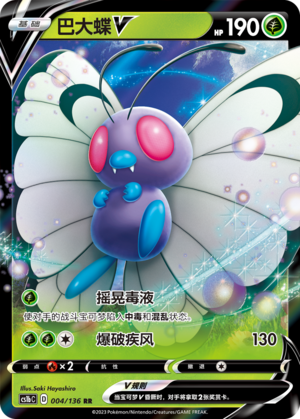 基础 巴大蝶V HP 190
摇晃毒液
使对手的战斗宝可梦陷入中毒和混乱状态。
爆破疾风 130
弱点 ×2 抵抗力 撤退
Illus. Saki Hayashiro
V规则
当宝可梦V昏厥时，对手将拿取2张奖赏卡。
D 004/136 RR
©2023 Pokémon/Nintendo/Creatures/GAME FREAK.